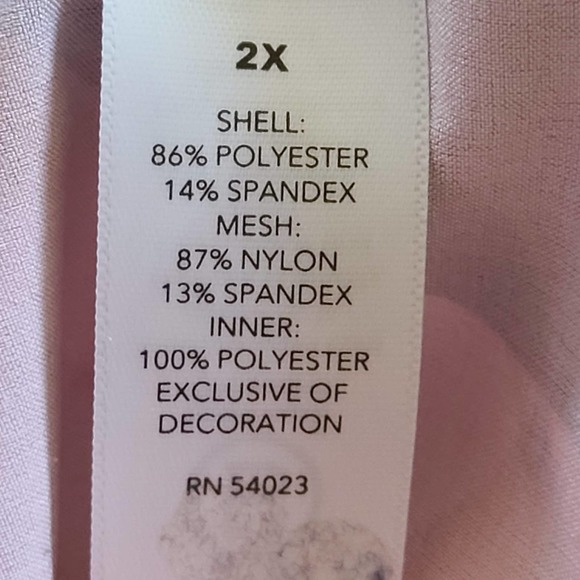 2X
SHELL:
86% POLYESTER
14% SPANDEX
MESH:
87% NYLON
13% SPANDEX
INNER:
100% POLYESTER
EXCLUSIVE OF
DECORATION
RN 54023